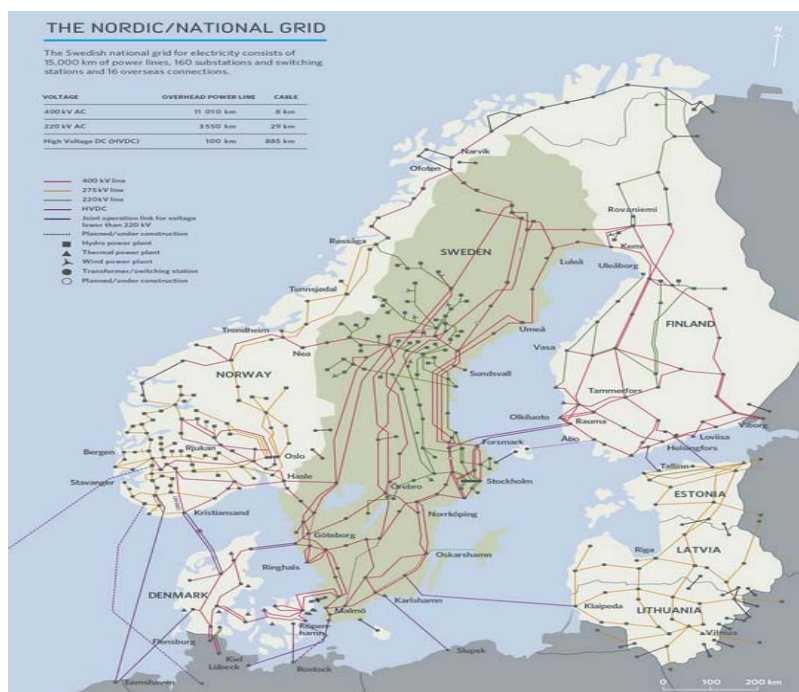 THE NORDIC/NATIONAL GRID
The Swedish national grid for electricity consists of
15,000 km of power lines, 160 substations and switching
stations and 16 overseas connections.
VOLTAGE OVERHEAD POWER LINE CABLE
400 kV AC 11 010 km 8 km
220 kV AC 3 550 km 29 km
High Voltage DC (HVDC) 100 km 885 km
400 kV line
275 kV line
220 kV line
HVDC
Joint operation link for voltage
lower than 220 kV
Planned/under construction
Hydro power plant
Thermal power plant
Wind power plant
Transformer/switching station
Planned/under construction
N
Narvik
Ofoten
Rovaniemi
Røssåga
SWEDEN
Kemi
Luleå
Uleåborg
Tunnsjødal
Trondheim
Umeå
FINLAND
Nea
Vasa
NORWAY
Sundsvall
Tammerfors
Olkiluoto
Rauma
Viborg
Bergen
Rjukan
Oslo
Forsmark
Åbo
Loviisa
Helsingfors
Hasle
Tallinn
Stavanger
Örebro
Stockholm
ESTONIA
Kristiansand
Norrköping
Göteborg
Oskarshamn
Riga
LATVIA
Ringhals
DENMARK
Karlshamn
Klaipeda
LITHUANIA
Malmö
hamn
Vilnius
Flensburg
Kiel
Lübeck
Rostock
Slupsk
Eemshaven
0 100 200 km